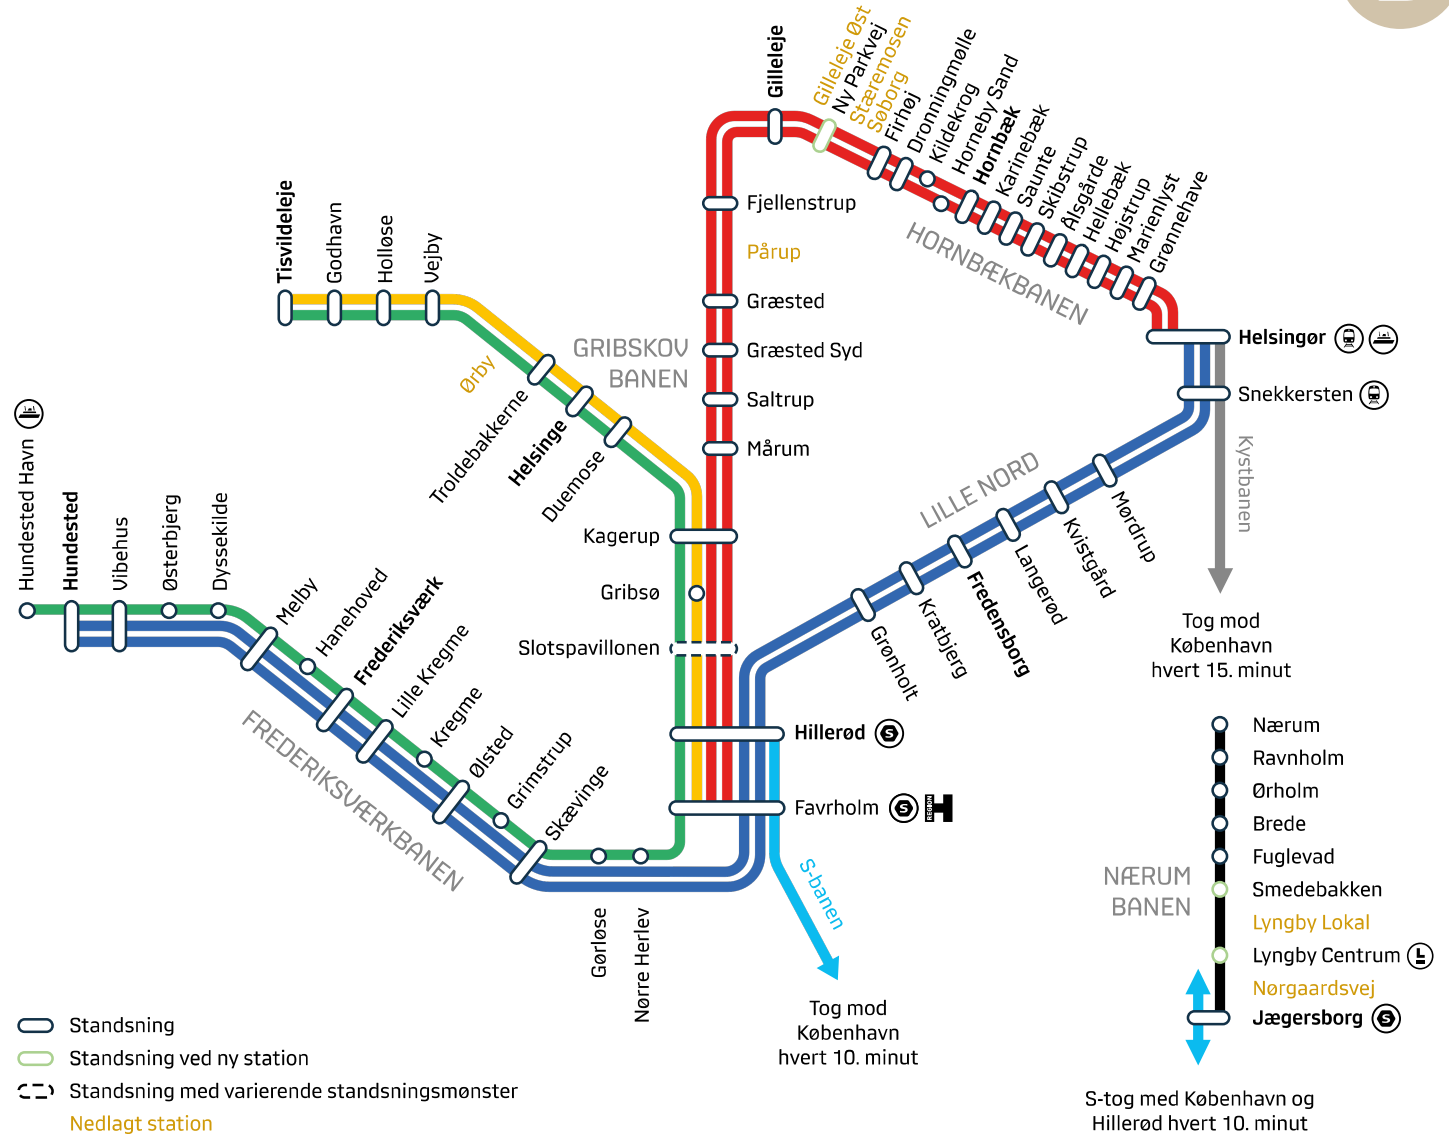 Gilleleje
Gilleleje Øst
Ny Parkvej
Stæremosen
Søborg
Firhøj
Dronningmølle
Kildekrog
Horneby Sand
Hornbæk
Karinebæk
Saunte
Skibstrup
Ålsgårde
Hellebæk
Højstrup
Marienlyst
Grønnehave
HORNBÆKBANEN
Helsingør
Snekkersten
Kystbanen
Tog mod
København
hvert 15. minut
Fjellenstrup
Pårup
Græsted
Græsted Syd
Saltrup
Mårum
GRIBSKOV
BANEN
Tisvildeleje
Godhavn
Holløse
Vejby
Ørby
Troldebakkerne
Helsinge
Duemose
Kagerup
Gribsø
Slotspavillonen
Hillerød
S
Favrholm
S
REGION
LILLE NORD
Mørdrup
Kvistgård
Langerød
Fredensborg
Kratbjerg
Grønholt
Hundested Havn
Hundested
Vibehus
Østerbjerg
Dyssekilde
Melby
Hanehoved
Frederiksværk
Lille Kregme
Kregme
Ølsted
Grimstrup
Skævinge
FREDERIKSVÆRKBANEN
Gørløse
Nørre Herlev
S-banen
Tog mod
København
hvert 10. minut
Nærum
Ravnholm
Ørholm
Brede
Fuglevad
Smedebakken
Lyngby Lokal
Lyngby Centrum
Nørgaardsvej
Jægersborg
S
NÆRUM
BANEN
S-tog med København og
Hillerød hvert 10. minut
Standsning
Standsning ved ny station
Standsning med varierende standsningsmønster
Nedlagt station